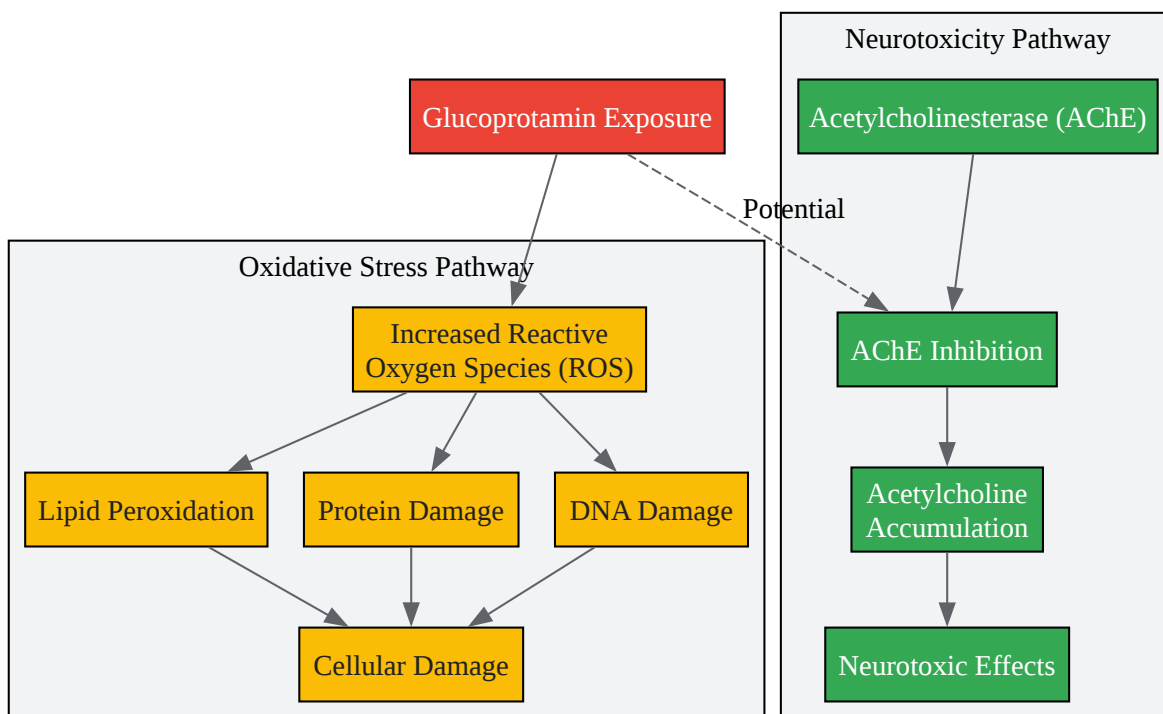 Neurotoxicity Pathway
Glucoprotamin Exposure
Acetylcholinesterase (AChE)
Potential
Oxidative Stress Pathway
Increased Reactive
Oxygen Species (ROS)
AChE Inhibition
Lipid Peroxidation
Protein Damage
DNA Damage
Acetylcholine
Accumulation
Cellular Damage
Neurotoxic Effects